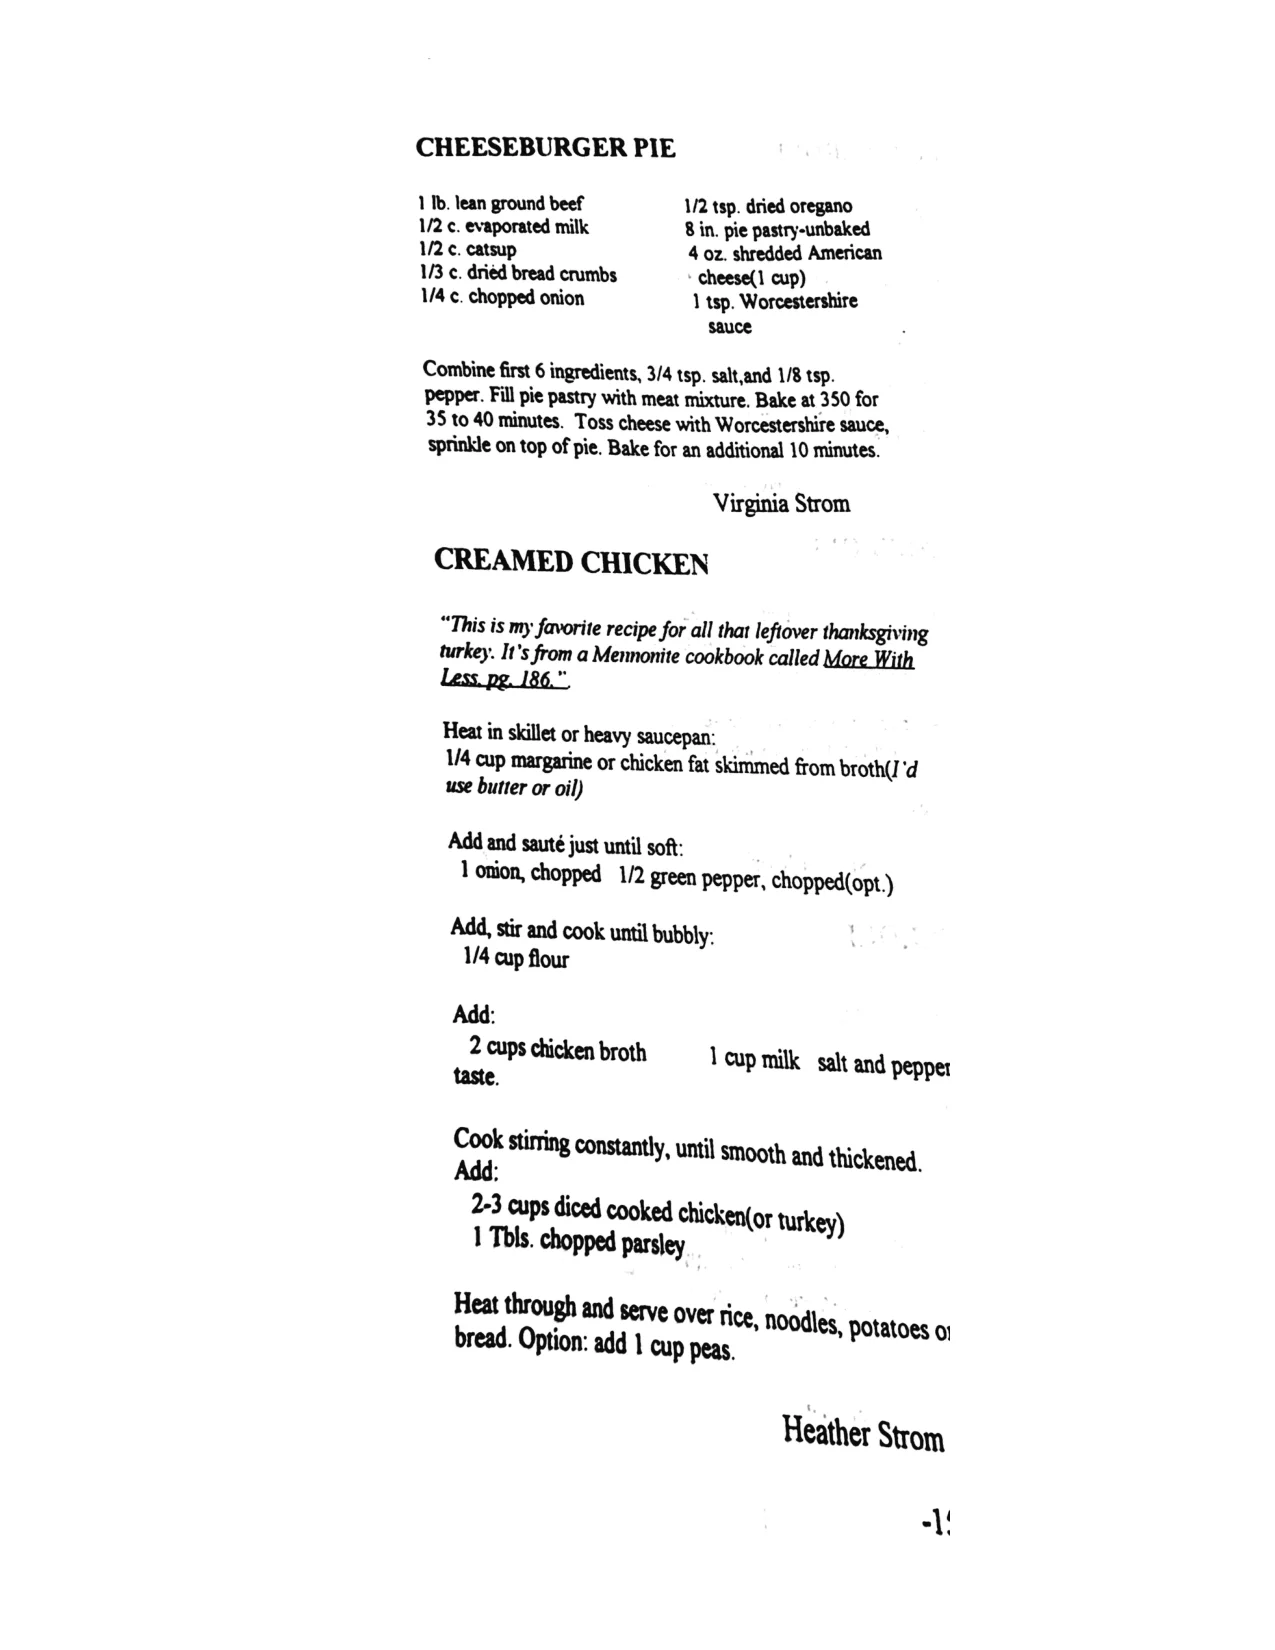 CHEESEBURGER PIE
1 lb. lean ground beef
1/2 c. evaporated milk
1/2 c. catsup
1/3 c. dried bread crumbs
1/4 c. chopped onion
1/2 tsp. dried oregano
8 in. pie pastry-unbaked
4 oz. shredded American
cheese(1 cup)
1 tsp. Worcestershire
sauce
Combine first 6 ingredients, 3/4 tsp. salt,and 1/8 tsp.
pepper. Fill pie pastry with meat mixture. Bake at 350 for
35 to 40 minutes. Toss cheese with Worcestershire sauce,
sprinkle on top of pie. Bake for an additional 10 minutes.
Virginia Strom
CREAMED CHICKEN
"This is my favorite recipe for all that leftover thanksgiving
turkey. It's from a Mennonite cookbook called More With
Less, pg. 186.".
Heat in skillet or heavy saucepan:
1/4 cup margarine or chicken fat skimmed from broth(I'd
use butter or oil)
Add and sauté just until soft:
1 onion, chopped 1/2 green pepper, chopped(opt.)
Add, stir and cook until bubbly:
1/4 cup flour
Add:
2 cups chicken broth 1 cup milk salt and pepper
taste.
Cook stirring constantly, until smooth and thickened.
Add:
2-3 cups diced cooked chicken(or turkey)
1 Tbls. chopped parsley
Heat through and serve over rice, noodles, potatoes or
bread. Option: add 1 cup peas.
Heather Strom